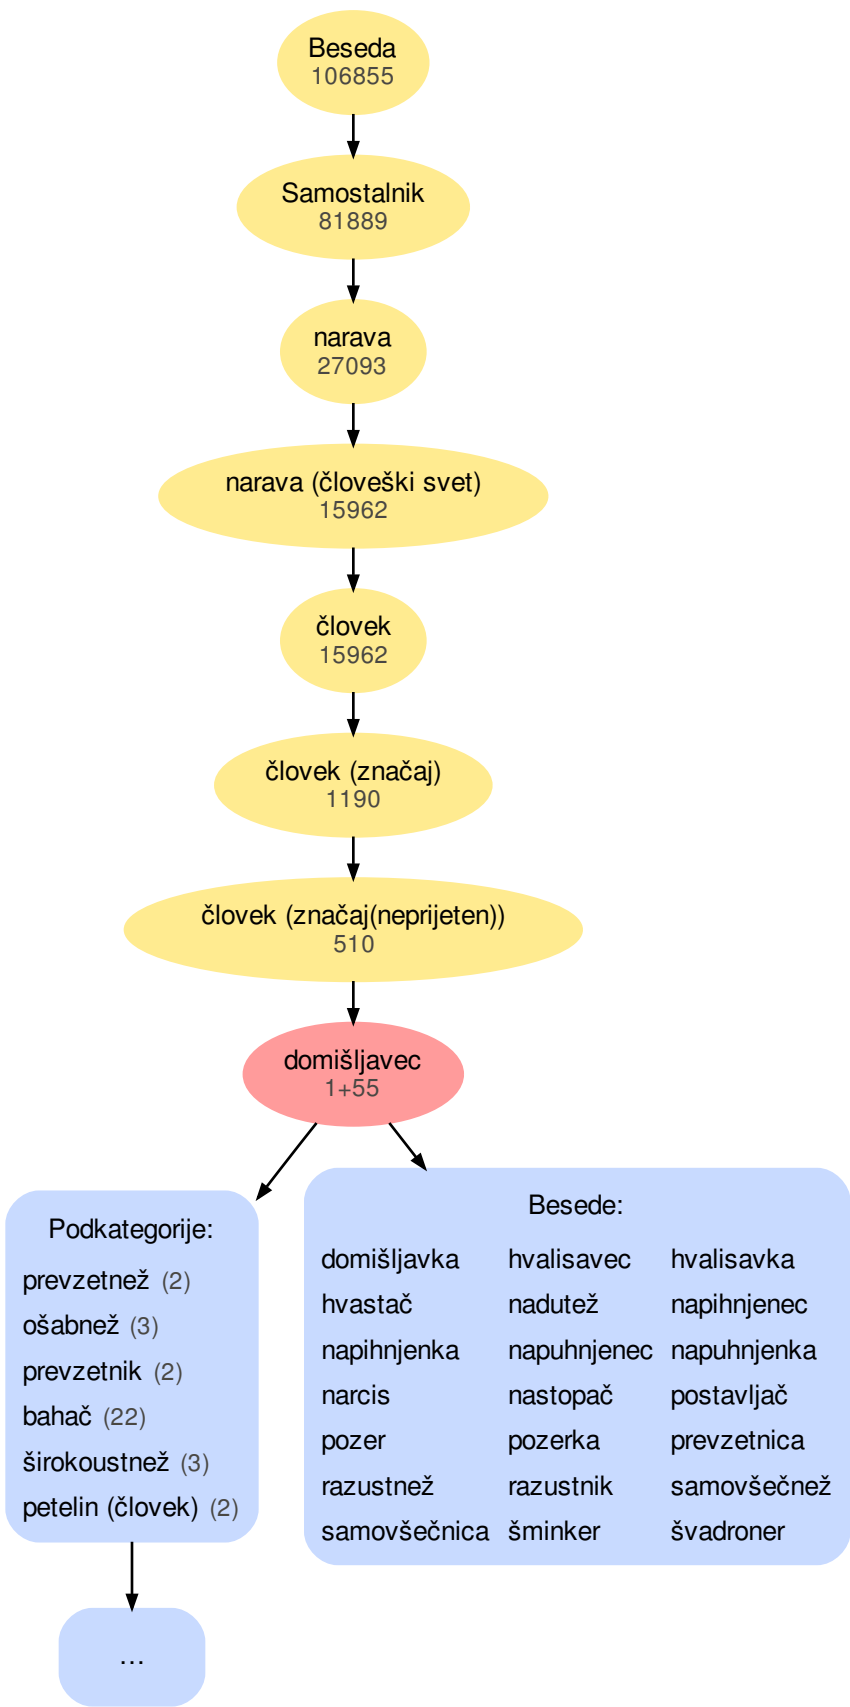 Beseda
106855
Samostalnik
81889
narava
27093
narava (človeški svet)
15962
človek
15962
človek (značaj)
1190
človek (značaj(neprijeten))
510
domišljavec
1+55
Podkategorije:
prevzetnež (2)
ošabnež (3)
prevzetnik (2)
bahač (22)
širokoustnež (3)
petelin (človek) (2)
...
Besede:
domišljavka hvalisavec hvalisavka
hvastač nadutež napihnjenec
napihnjenka napuhnjenec napuhnjenka
narcis nastopač postavljač
pozer pozerka prevzetnica
razustnež razustnik samovšečnež
samovšečnica šminker švadroner